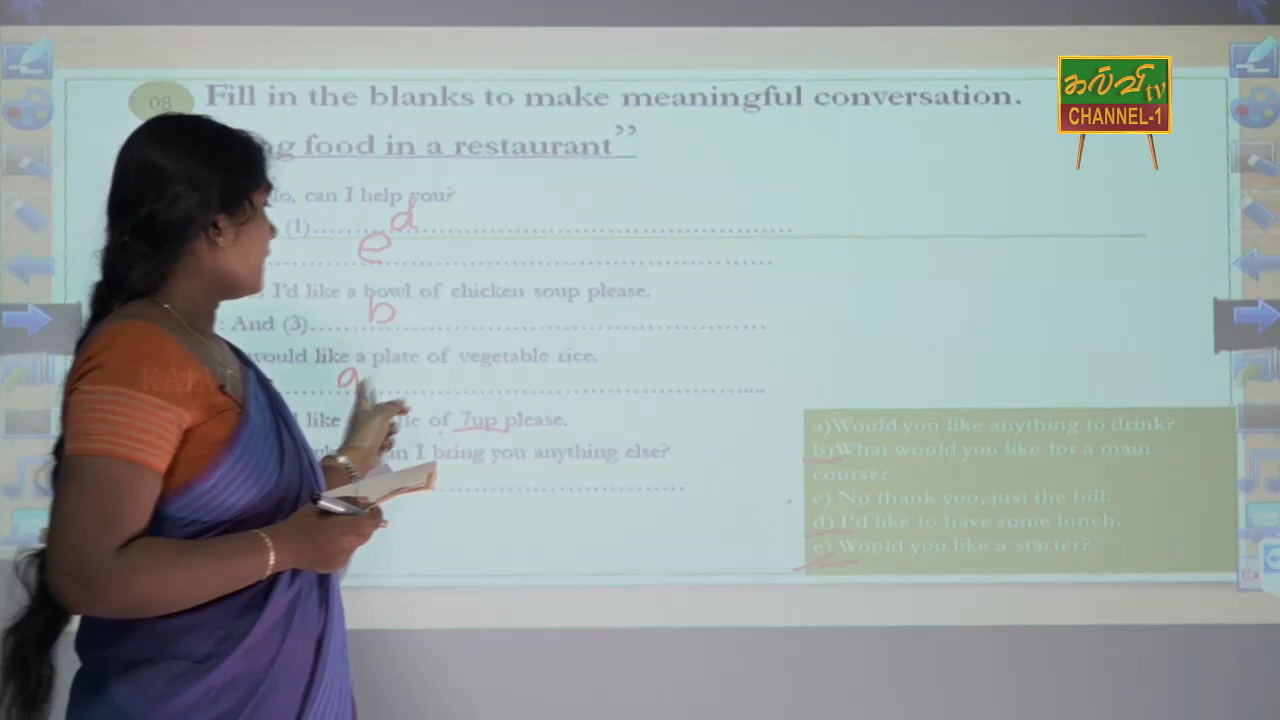 08 Fill in the blanks to make meaningful conversation.
food in a restaurant”
can I help you?
(1)...... d
e
I'd like a bowl of chicken soup please.
: And (3)...... b
would like a plate of vegetable rice.
a
like of 7up please.
I bring you anything else?
a)Would you like anything to drink?
b)What would you like for a main
course?
c) No thank you, just the bill.
d) I'd like to have some lunch.
e) Would you like a starter?
கல்வி tv
CHANNEL-1